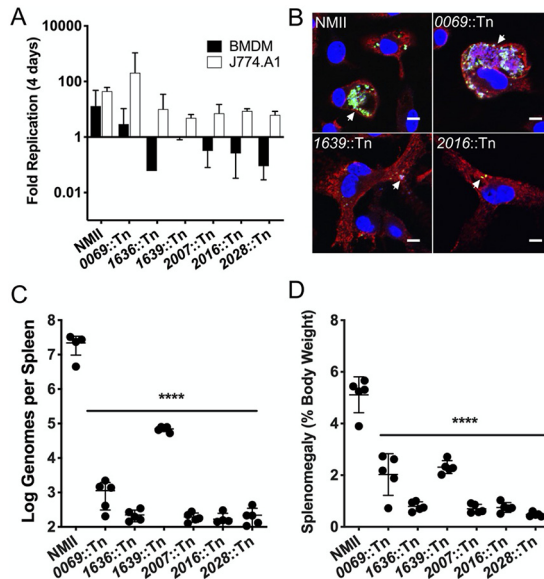 A
Fold Replication (4 days)
10000
100
1
0.01
BMDM
J774.A1
NMII
0069::Tn
1636::Tn
1639::Tn
2007::Tn
2016::Tn
2028::Tn
B
NMII
0069::Tn
1639::Tn
2016::Tn
C
Log Genomes per Spleen
8
7
6
5
4
3
2
****
NMII
0069::Tn
1636::Tn
1639::Tn
2007::Tn
2016::Tn
2028::Tn
D
Splenomegaly (% Body Weight)
8
6
4
2
0
****
NMII
0069::Tn
1636::Tn
1639::Tn
2007::Tn
2016::Tn
2028::Tn